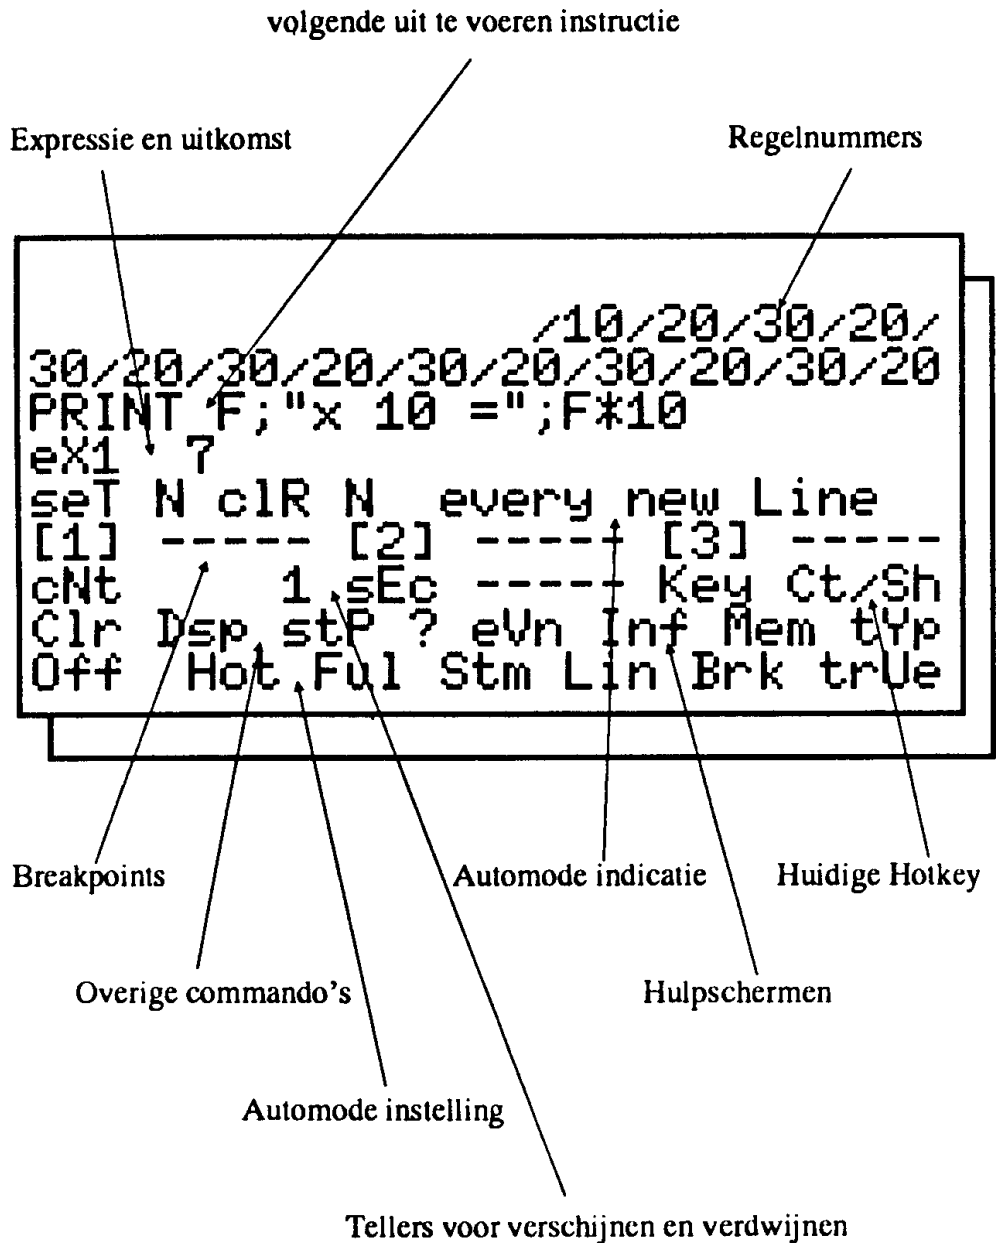 volgende uit te voeren instructie
Expressie en uitkomst
Regelnummers
/10/20/30/20/
30/20/30/20/30/20/30/20/30/20
PRINT F;"x 10 =";F*10
eX1 7
seT N clR N every new Line
[1] ----- [2] ----- [3] -----
cNt 1 sEc ----- Key Ct/Sh
Clr Dsp stP ? eVn Inf Mem tYp
Off Hot Ful Stm Lin Brk trUe
Breakpoints
Automode indicatie
Huidige Hotkey
Overige commando's
Hulpschermen
Automode instelling
Tellers voor verschijnen en verdwijnen